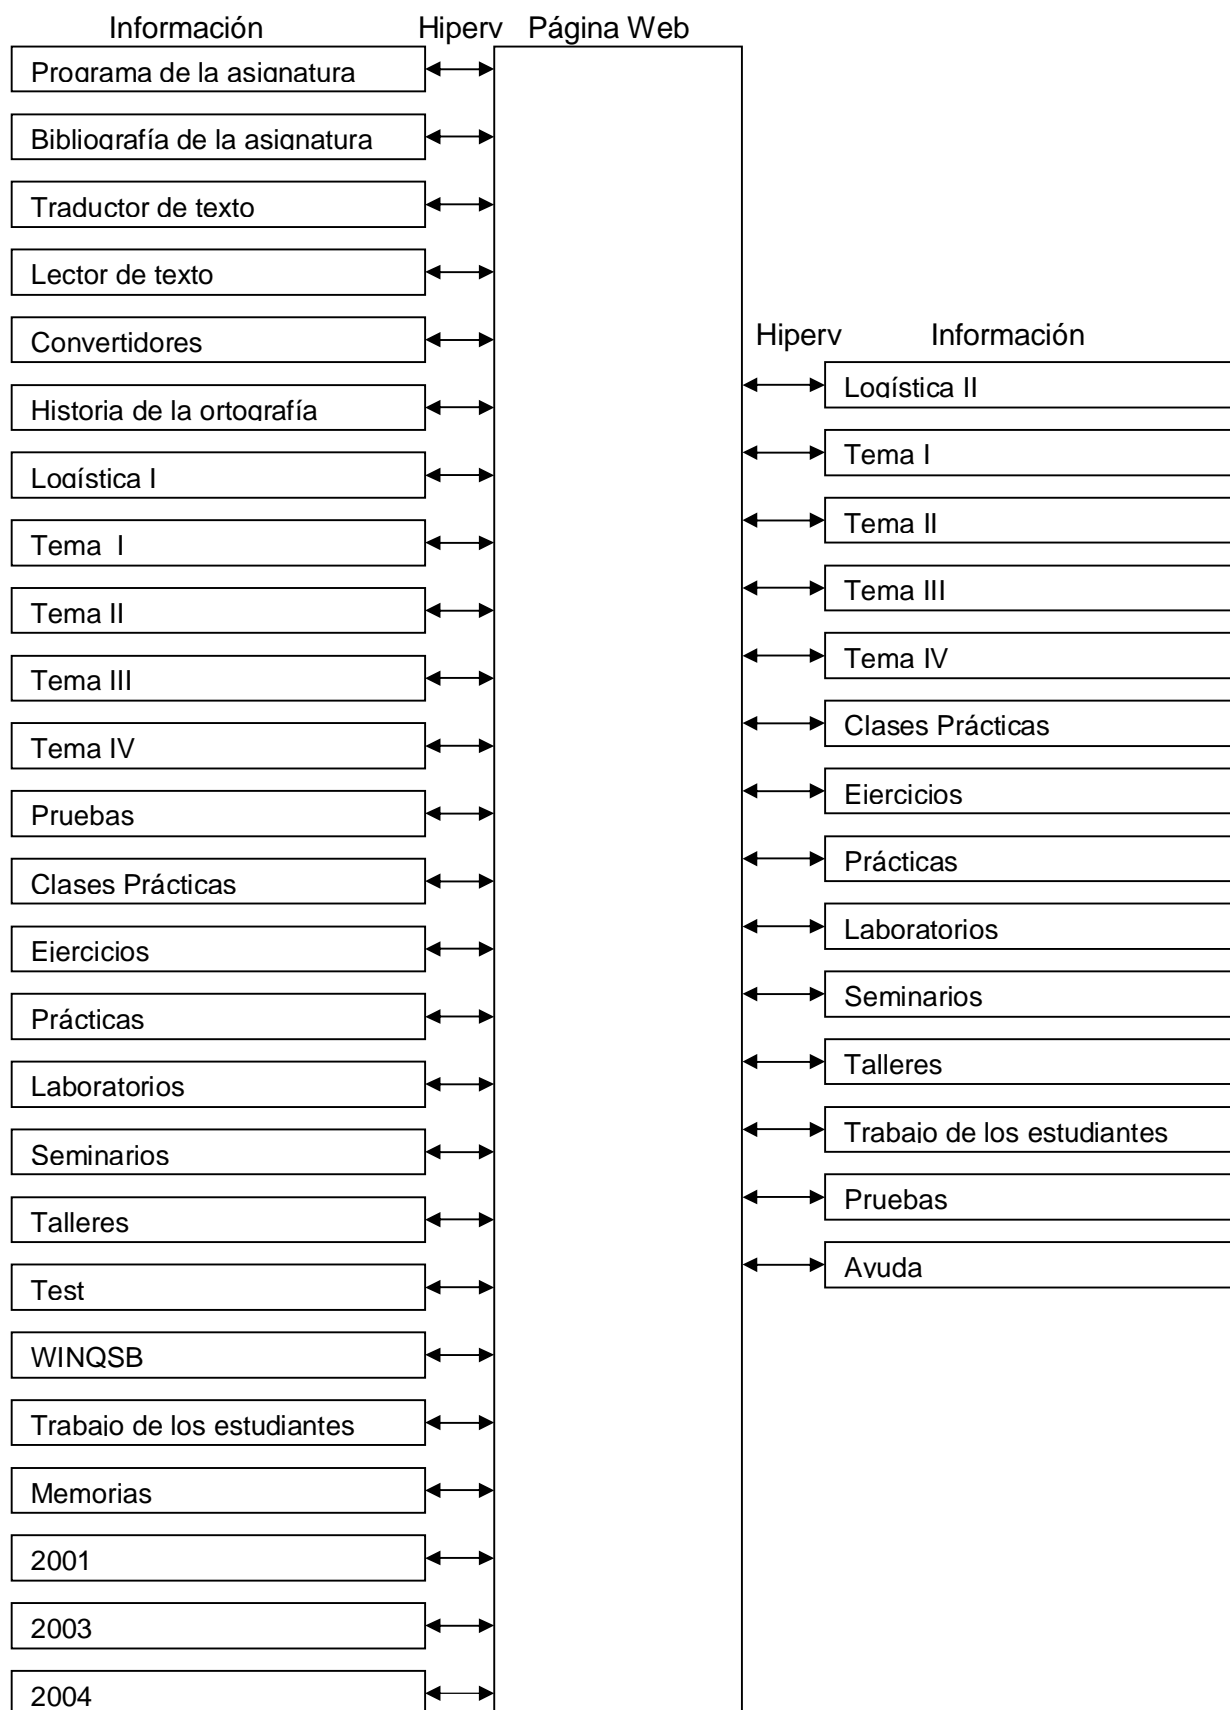 Información Hiperv Página Web
Programa de la asignatura
Bibliografía de la asignatura
Traductor de texto
Lector de texto
Convertidores
Historia de la ortografía
Logística I
Tema I
Tema II
Tema III
Tema IV
Pruebas
Clases Prácticas
Ejercicios
Prácticas
Laboratorios
Seminarios
Talleres
Test
WINQSB
Trabajo de los estudiantes
Memorias
2001
2003
2004
Hiperv Información
Logística II
Tema I
Tema II
Tema III
Tema IV
Clases Prácticas
Ejercicios
Prácticas
Laboratorios
Seminarios
Talleres
Trabajo de los estudiantes
Pruebas
Ayuda